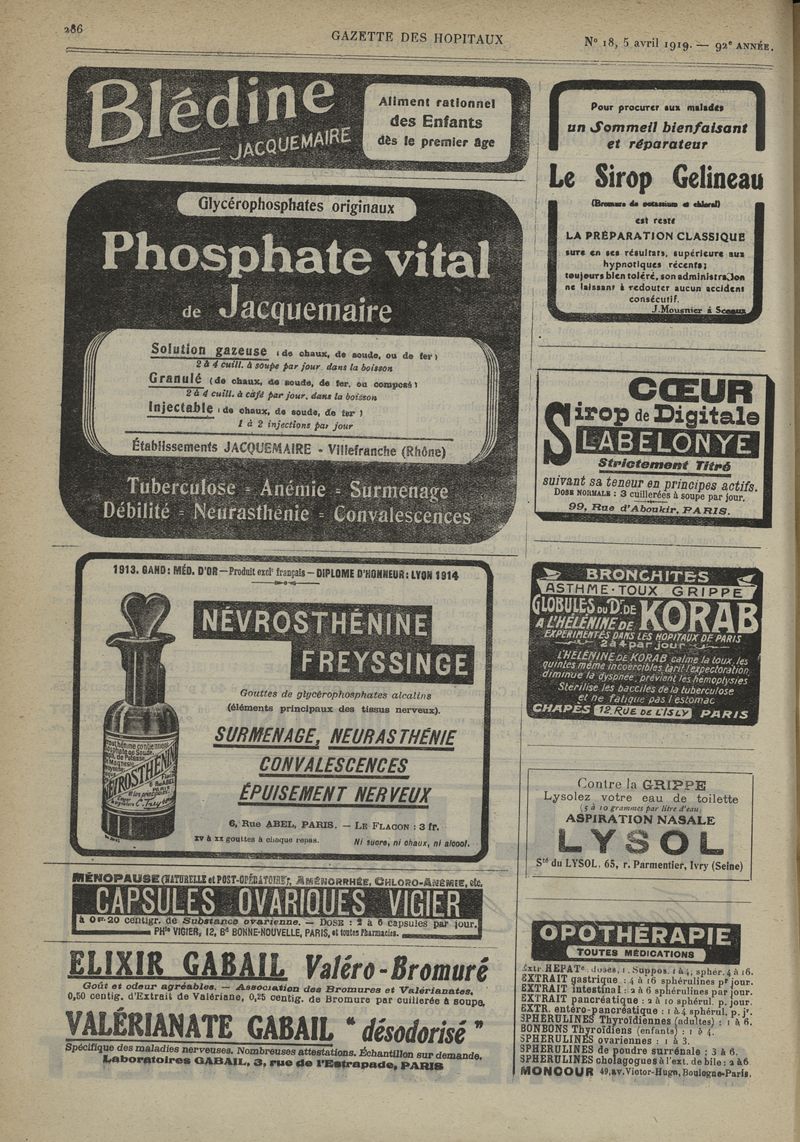 286
GAZETTE DES HOPITAUX
N° 18, 5 avril 1919. — 92e ANNÉE.
Blédine
JACQUEMAIRE
Aliment rationnel
des Enfants
dès le premier âge
Glycérophosphates originaux
Phosphate vital
de Jacquemaire
Solution gazeuse (de chaux, de soude, ou de fer)
2 à 4 cuill. à soupe par jour dans la boisson
Granulé (de chaux, de soude, de fer, ou composé)
2 à 4 cuill. à café par jour, dans la boisson
Injectable (de chaux, de soude, de fer)
1 à 2 injections par jour
Établissements JACQUEMAIRE - Villefranche (Rhône)
Tuberculose = Anémie = Surmenage
Débilité = Neurasthénie = Convalescences
1913. GAND: MÉD. D'OR — Produit exclt français — DIPLOME D'HONNEUR: LYON 1914
NÉVROSTHÉNINE
FREYSSINGE
Gouttes de glycérophosphates alcalins
(éléments principaux des tissus nerveux).
SURMENAGE, NEURASTHÉNIE
CONVALESCENCES
ÉPUISEMENT NERVEUX
6, Rue ABEL, PARIS. — LE FLACON : 3 fr.
XV à XX gouttes à chaque repas. Ni sucre, ni chaux, ni alcool.
NÉVROSTHÉNINE
MÉNOPAUSE (NATURELLE et POST-OPÉRATOIRE), AMÉNORRHÉE, CHLORO-ANÉMIE, etc.
CAPSULES OVARIQUES VIGIER
à 0gr.20 centigr. de Substance ovarienne. — DOSE : 2 à 6 capsules par jour.
PHie VIGIER, 12, Bd BONNE-NOUVELLE, PARIS, et toutes Pharmacies.
ELIXIR GABAIL Valéro-Bromuré
Goût et odeur agréables. — Association des Bromures et Valérianates.
0,50 centig. d'Extrait de Valériane, 0,25 centig. de Bromure par cuillerée à soupe.
VALÉRIANATE GABAIL "désodorisé"
Spécifique des maladies nerveuses. Nombreuses attestations. Échantillon sur demande.
Laboratoires GABAIL, 3, rue de l'Estrapade, PARIS
Pour procurer aux malades
un Sommeil bienfaisant
et réparateur
Le Sirop Gelineau
(Bromure de potassium et chloral)
est resté
LA PRÉPARATION CLASSIQUE
sure en ses résultats, supérieure aux
hypnotiques récents;
toujours bien toléré, son administration
ne laissant à redouter aucun accident
consécutif.
J. Mousnier à Sceaux
CŒUR
Sirop de Digitale
LABELONYE
Strictement Titré
suivant sa teneur en principes actifs.
DOSE NORMALE : 3 cuillerées à soupe par jour.
99, Rue d'Aboukir, PARIS.
BRONCHITES
ASTHME · TOUX GRIPPE
GLOBULES DU Dr DE KORAB
A L'HÉLÉNINE DE
EXPÉRIMENTÉS DANS LES HOPITAUX DE PARIS
2 à 4 par jour
L'HÉLÉNINE DE KORAB calme la toux, les
quintes même incoercibles, tarit l'expectoration,
diminue la dyspnée, prévient les hémoptysies
Stérilise les bacilles de la tuberculose
et ne fatigue pas l'estomac
CHAPÈS 12, RUE DE L'ISLY PARIS
Contre la GRIPPE
Lysolez votre eau de toilette
5 à 10 grammes par litre d'eau,
ASPIRATION NASALE
LYSOL
Sté du LYSOL, 65, r. Parmentier, Ivry (Seine)
OPOTHÉRAPIE
TOUTES MÉDICATIONS
Extr. HEPATe. doses, 1. Suppos. 1 à 4, sphér. 4 à 16.
EXTRAIT gastrique : 4 à 16 sphérulines pr jour.
EXTRAIT intestinal : 2 à 6 sphérulines par jour.
EXTRAIT pancréatique : 2 à 10 sphérul. p. jour.
EXTR. entéro-pancréatique : 1 à 4 sphérul. p. jr.
SPHERULINES Thyroïdiennes (adultes) : 1 à 6.
BONBONS Thyroïdiens (enfants) : 1 à 4.
SPHERULINES ovariennes : 1 à 3.
SPHERULINES de poudre surrénale : 3 à 6.
SPHERULINES cholagogues à l'ext. de bile : 2 à 6
MONCOUR 49, av. Victor-Hugo, Boulogne-Paris.